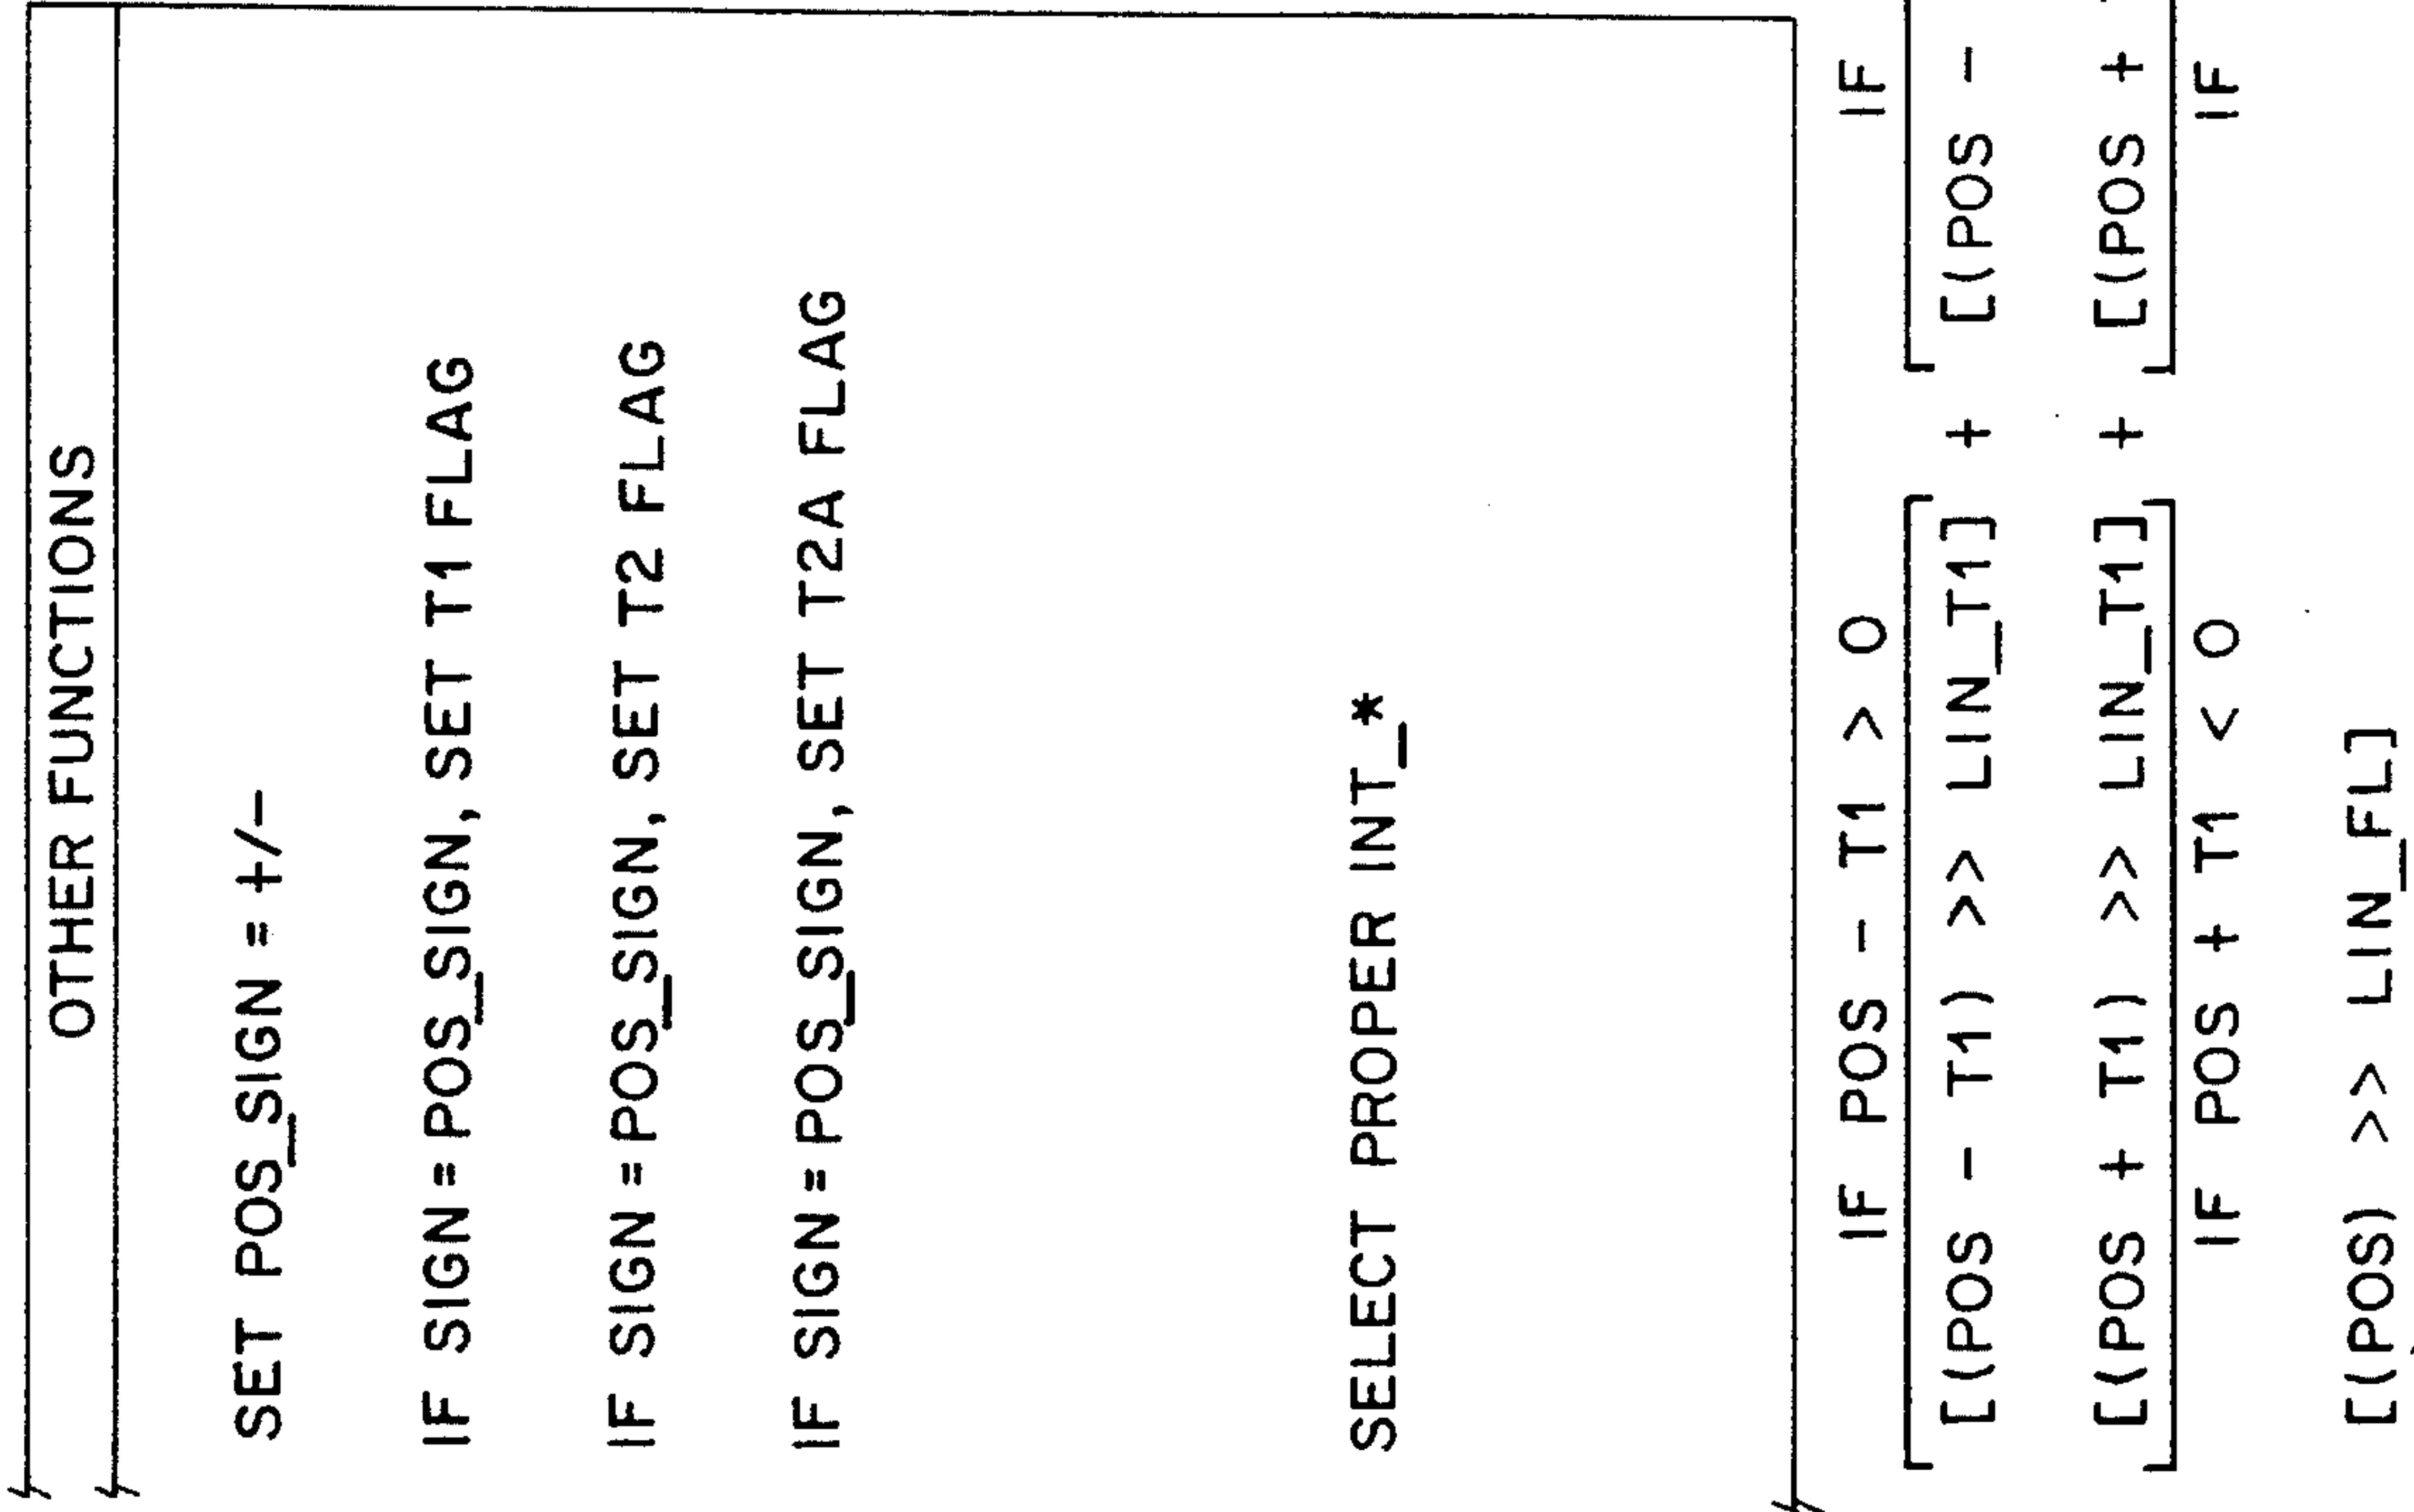 OTHER FUNCTIONS
SET POS_SIGN = +/-
IF SIGN = POS_SIGN, SET T1 FLAG
IF SIGN = POS_SIGN, SET T2 FLAG
IF SIGN = POS_SIGN, SET T2A FLAG
SELECT PROPER INT_*
IF POS - T1 > 0 IF
[(POS - T1) >> LIN_T1] + [(POS -
[(POS + T1) >> LIN_T1] + [(POS +
IF POS + T1 < 0 IF
[(POS) >> LIN_FL]